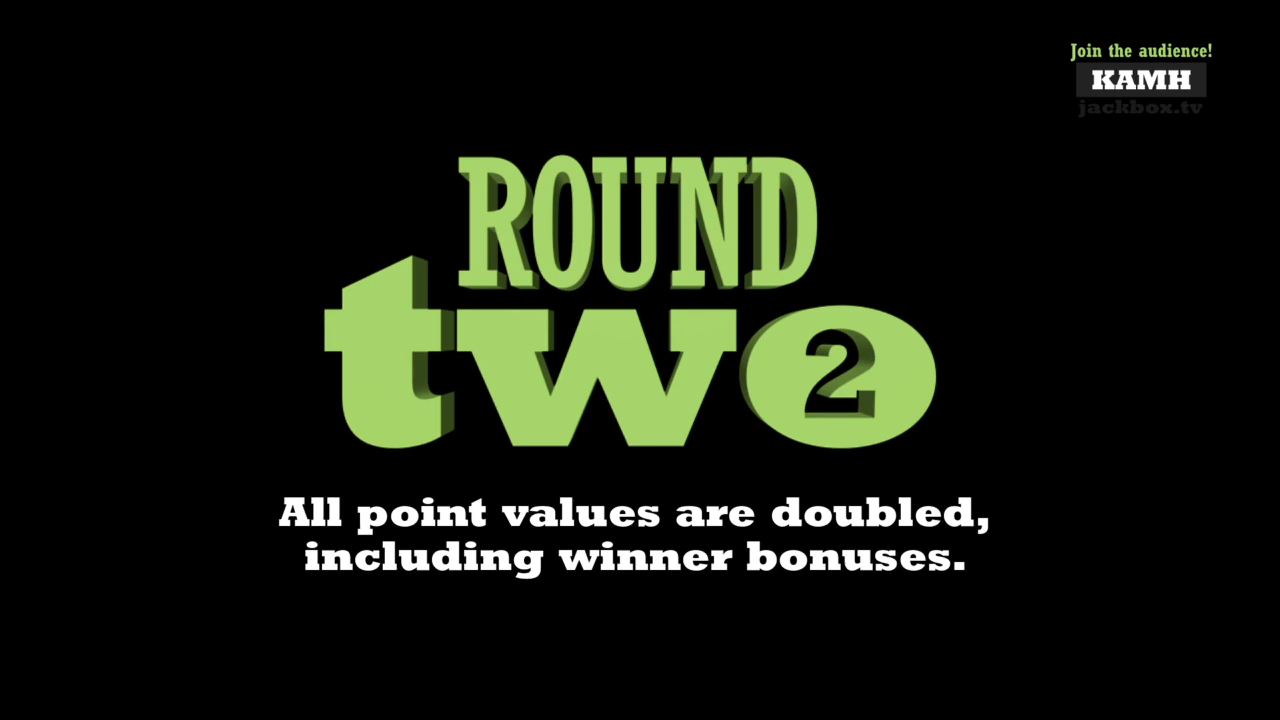 Join the audience!
KAMH
jackbox.tv
ROUND
two
2
All point values are doubled,
including winner bonuses.